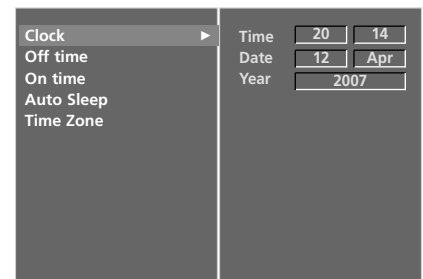 Clock ►
Off time
On time
Auto Sleep
Time Zone
Time 20 14
Date 12 Apr
Year 2007